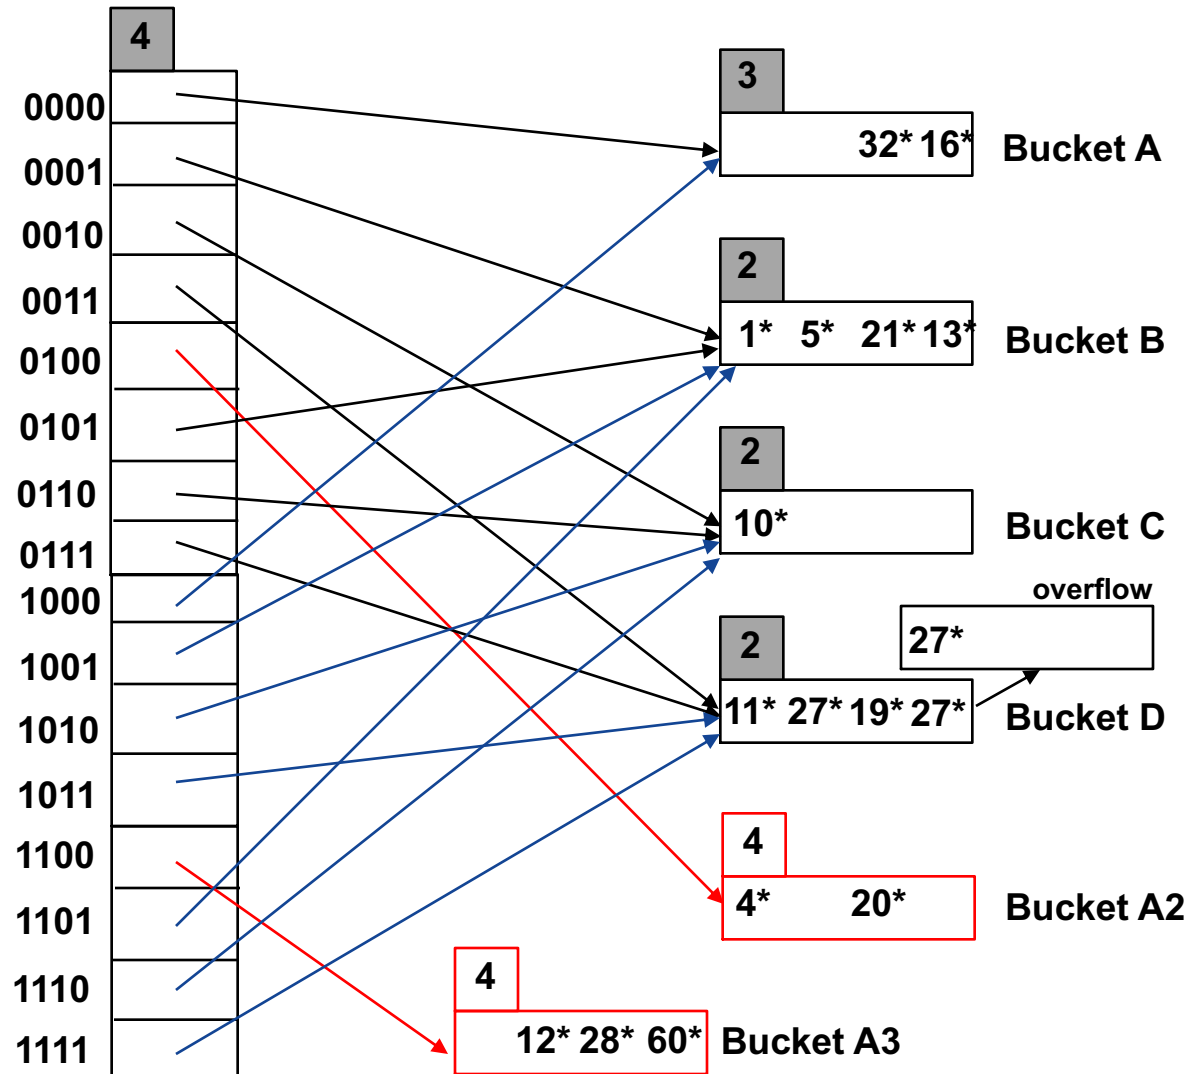 4
0000
0001
0010
0011
0100
0101
0110
0111
1000
1001
1010
1011
1100
1101
1110
1111
3
32* 16*
Bucket A
2
1* 5* 21* 13*
Bucket B
2
10*
Bucket C
overflow
27*
2
11* 27* 19* 27*
Bucket D
4
4* 20*
Bucket A2
4
12* 28* 60*
Bucket A3